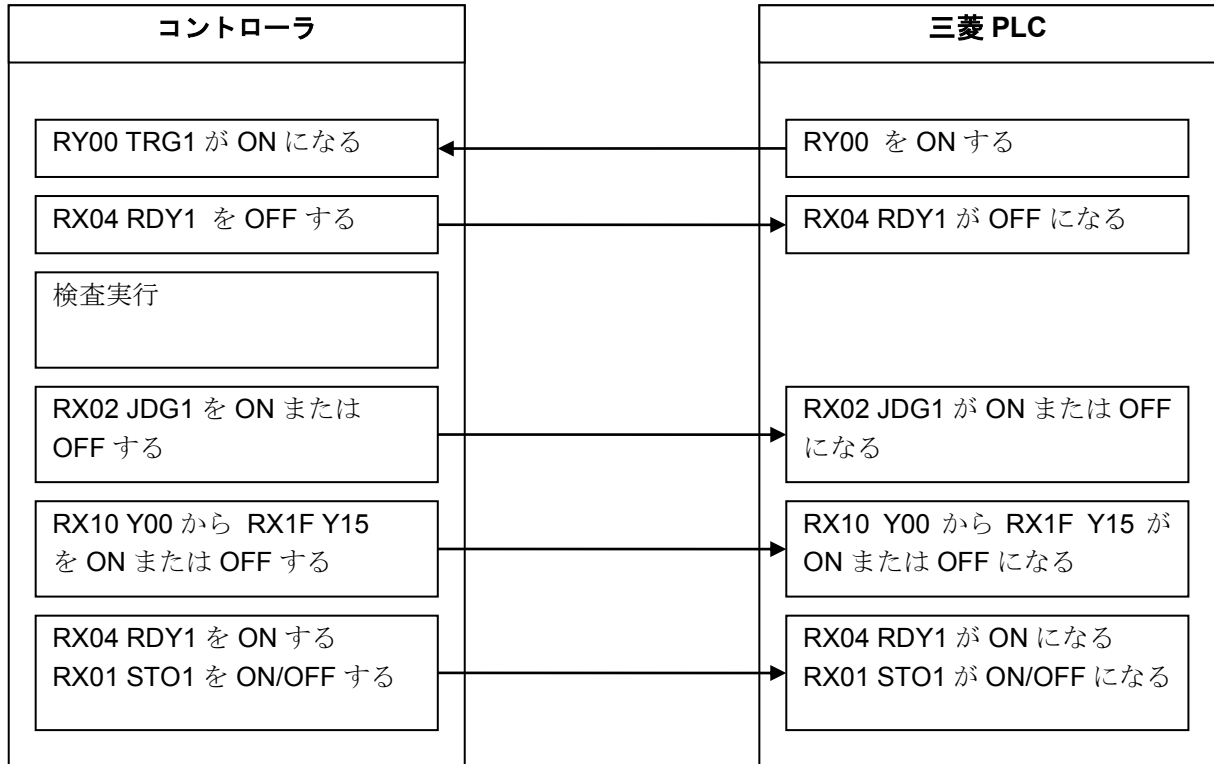 コントローラ
三菱 PLC
RY00 TRG1 が ON になる
RY00 を ON する
RX04 RDY1 を OFF する
RX04 RDY1 が OFF になる
検査実行
RX02 JDG1 を ON または
OFF する
RX02 JDG1 が ON または OFF
になる
RX10 Y00 から RX1F Y15
を ON または OFF する
RX10 Y00 から RX1F Y15 が
ON または OFF になる
RX04 RDY1 を ON する
RX01 STO1 を ON/OFF する
RX04 RDY1 が ON になる
RX01 STO1 が ON/OFF になる